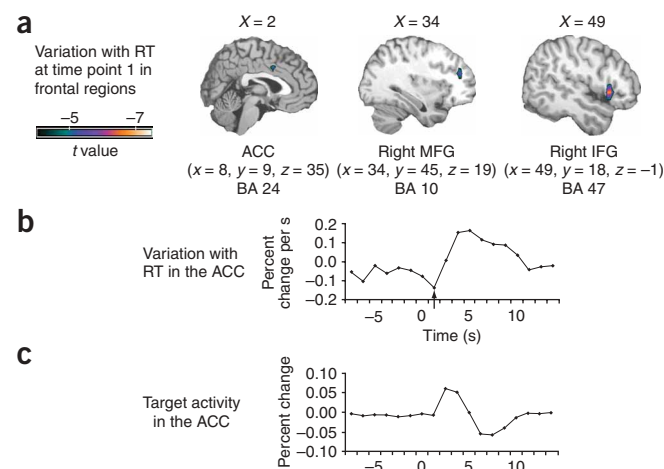 a
X = 2 X = 34 X = 49
Variation with RT
at time point 1 in
frontal regions
−5 −7
t value
ACC Right MFG Right IFG
(x = 8, y = 9, z = 35) (x = 34, y = 45, z = 19) (x = 49, y = 18, z = −1)
BA 24 BA 10 BA 47
b
Variation with
RT in the ACC
Percent
change per s
0.2
0.1
0.0
−0.1
−0.2
−5 0 5 10
Time (s)
c
Target activity
in the ACC
Percent change
0.10
0.05
0.00
−0.05
−0.10
−5 0 5 10